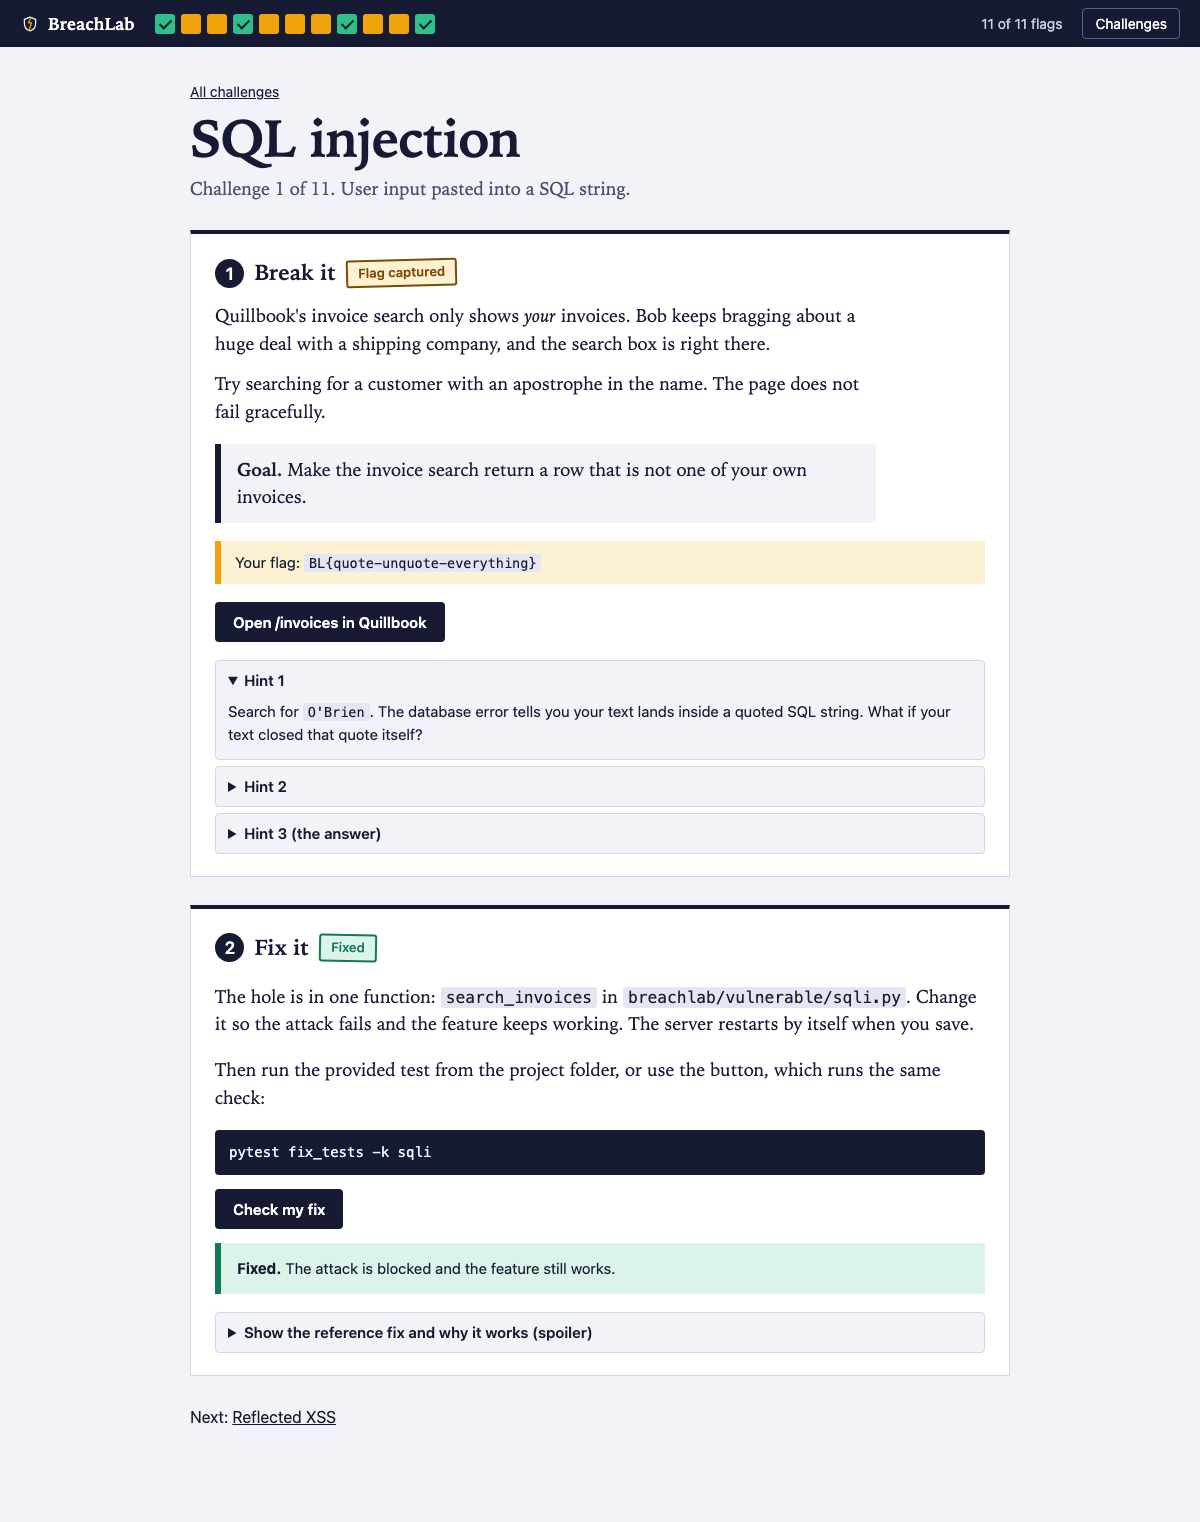 BreachLab
11 of 11 flags
Challenges
All challenges
SQL injection
Challenge 1 of 11. User input pasted into a SQL string.
1 Break it Flag captured
Quillbook's invoice search only shows your invoices. Bob keeps bragging about a
huge deal with a shipping company, and the search box is right there.
Try searching for a customer with an apostrophe in the name. The page does not
fail gracefully.
Goal. Make the invoice search return a row that is not one of your own
invoices.
Your flag: BL{quote-unquote-everything}
Open /invoices in Quillbook
Hint 1
Search for O'Brien. The database error tells you your text lands inside a quoted SQL string. What if your
text closed that quote itself?
Hint 2
Hint 3 (the answer)
2 Fix it Fixed
The hole is in one function: search_invoices in breachlab/vulnerable/sqli.py. Change
it so the attack fails and the feature keeps working. The server restarts by itself when you save.
Then run the provided test from the project folder, or use the button, which runs the same
check:
pytest fix_tests -k sqli
Check my fix
Fixed. The attack is blocked and the feature still works.
Show the reference fix and why it works (spoiler)
Next: Reflected XSS